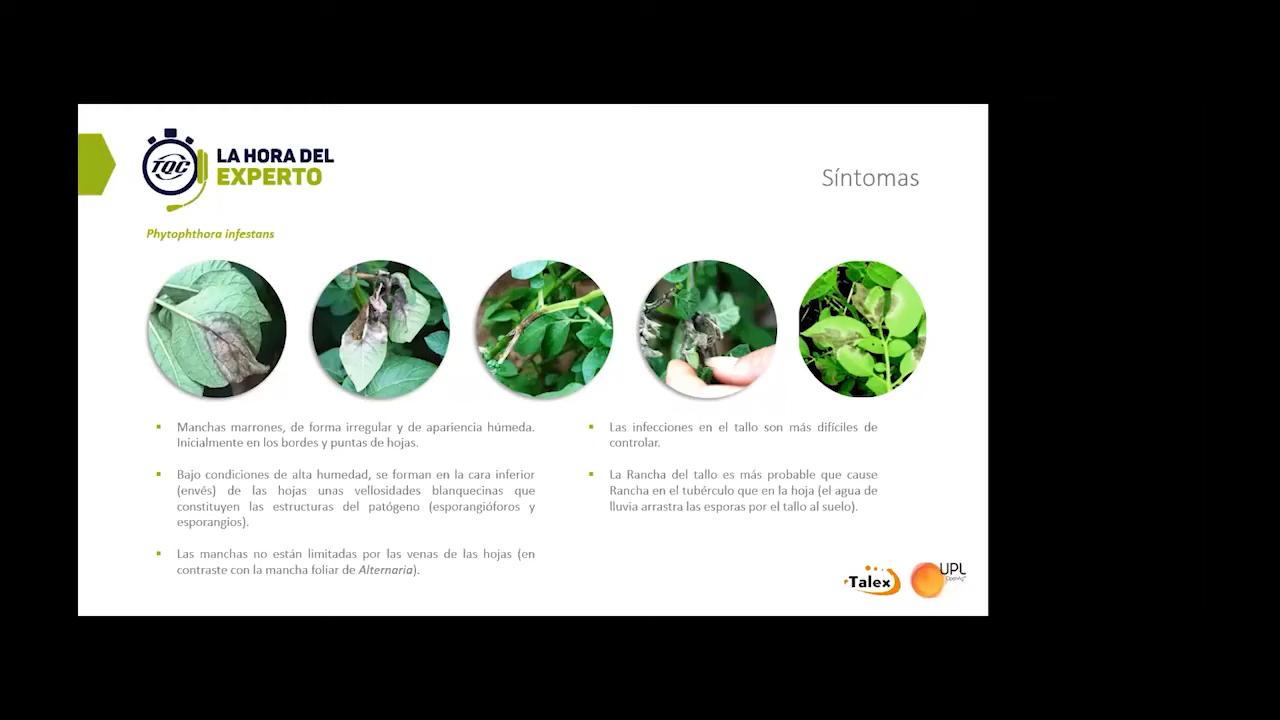 TQC
LA HORA DEL
EXPERTO
Síntomas
Phytophthora infestans
Manchas marrones, de forma irregular y de apariencia húmeda.
Inicialmente en los bordes y puntas de hojas.
Bajo condiciones de alta humedad, se forman en la cara inferior
(envés) de las hojas unas vellosidades blanquecinas que
constituyen las estructuras del patógeno (esporangióforos y
esporangios).
Las manchas no están limitadas por las venas de las hojas (en
contraste con la mancha foliar de Alternaria).
Las infecciones en el tallo son más difíciles de
controlar.
La Rancha del tallo es más probable que cause
Rancha en el tubérculo que en la hoja (el agua de
lluvia arrastra las esporas por el tallo al suelo).
Talex
UPL